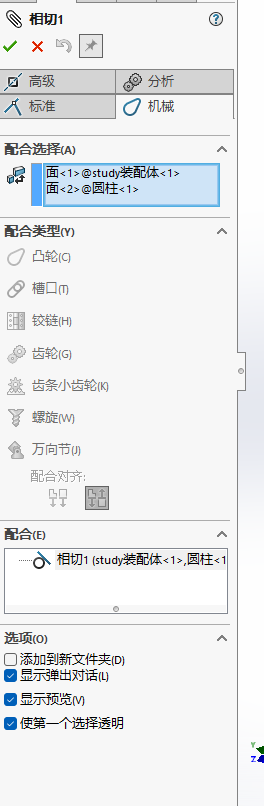 相切1
高级
分析
标准
机械
配合选择(A)
面<1>@study装配体<1>
面<2>@圆柱<1>
配合类型(Y)
凸轮(C)
槽口(T)
铰链(H)
齿轮(G)
齿条小齿轮(K)
螺旋(W)
万向节(J)
配合对齐:
配合(E)
相切1 (study装配体<1>,圆柱<1
选项(O)
添加到新文件夹(D)
显示弹出对话(L)
显示预览(V)
使第一个选择透明
Y
Z